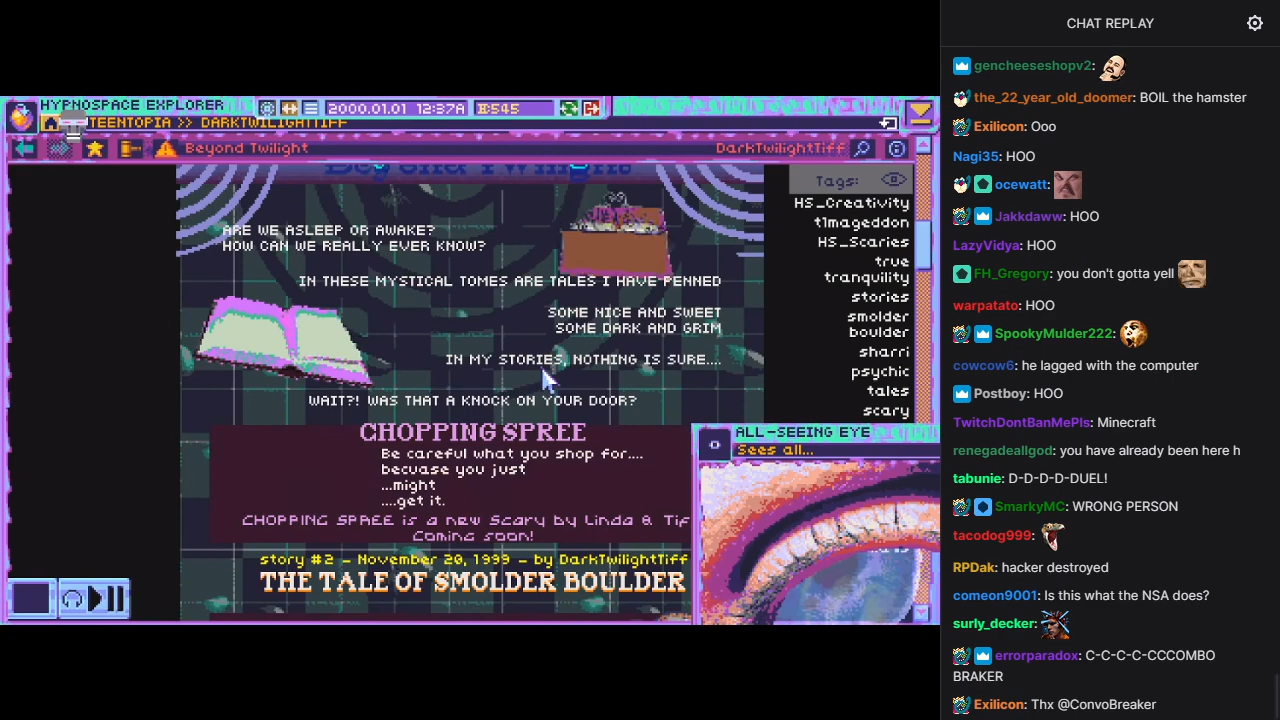 HYPNOSPACE EXPLORER
2000.01.01 12:37A
545
TEENTOPIA >> DARKTWILIGHTTIFF
Beyond Twilight
DarkTwilightTiff
ARE WE ASLEEP OR AWAKE?
HOW CAN WE REALLY EVER KNOW?
IN THESE MYSTICAL TOMES ARE TALES I HAVE PENNED
SOME NICE AND SWEET
SOME DARK AND GRIM
IN MY STORIES, NOTHING IS SURE....
WAIT?! WAS THAT A KNOCK ON YOUR DOOR?
CHOPPING SPREE
Be careful what you shop for....
becuase you just
...might
....get it.
CHOPPING SPREE is a new Scary by Linda & Tif
Coming soon!
story #2 - November 20, 1999 - by DarkTwilightTiff
THE TALE OF SMOLDER BOULDER
Tags:
HS_Creativity
t1mageddon
HS_Scaries
true
tranquility
stories
smolder
boulder
sharri
psychic
tales
scary
ALL-SEEING EYE
Sees all...
CHAT REPLAY
gencheeseshopv2:
the_22_year_old_doomer: BOIL the hamster
Exilicon: Ooo
Nagi35: HOO
ocewatt:
Jakkdaww: HOO
LazyVidya: HOO
FH_Gregory: you don't gotta yell
warpatato: HOO
SpookyMulder222:
cowcow6: he lagged with the computer
Postboy: HOO
TwitchDontBanMePls: Minecraft
renegadeallgod: you have already been here h
tabunie: D-D-D-D-DUEL!
SmarkyMC: WRONG PERSON
tacodog999:
RPDak: hacker destroyed
comeon9001: Is this what the NSA does?
surly_decker:
errorparadox: C-C-C-C-CCCOMBO
BRAKER
Exilicon: Thx @ConvoBreaker